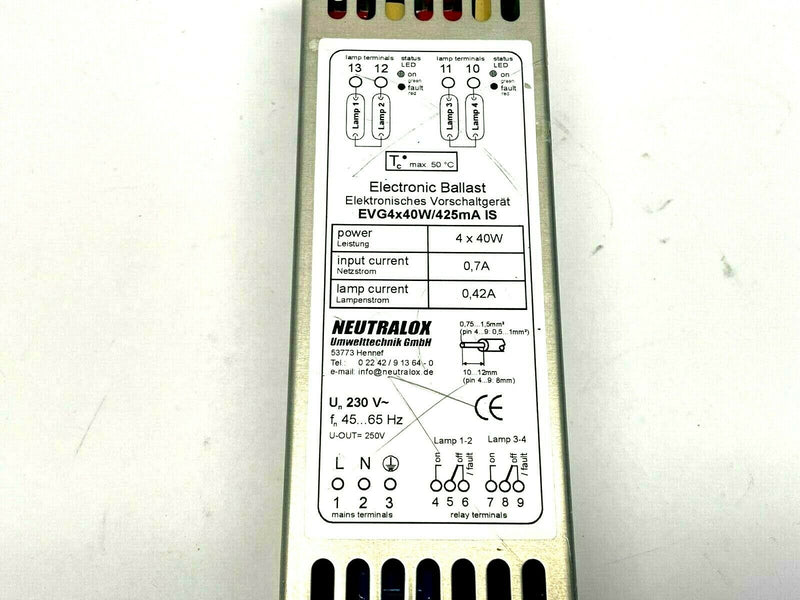 lamp terminals status LED lamp terminals status LED
13 12 on 11 10 on
green green
fault fault
red red
Lamp 1 Lamp 2 Lamp 3 Lamp 4
Tc max. 50 °C
Electronic Ballast
Elektronisches Vorschaltgerät
EVG4x40W/425mA IS
power 4 x 40W
Leistung
input current 0,7A
Netzstrom
lamp current 0,42A
Lampenstrom
NEUTRALOX
Umwelttechnik GmbH
53773 Hennef
Tel.: 0 22 42 / 9 13 64 - 0
e-mail: info@neutralox.de
0,75...1,5mm²
(pin 4...9: 0,5...1mm²)
10...12mm
(pin 4...9: 8mm)
Un 230 V~
fn 45...65 Hz
U-OUT= 250V
CE
Lamp 1-2 Lamp 3-4
on off / fault on off / fault
L N
1 2 3 4 5 6 7 8 9
mains terminals relay terminals